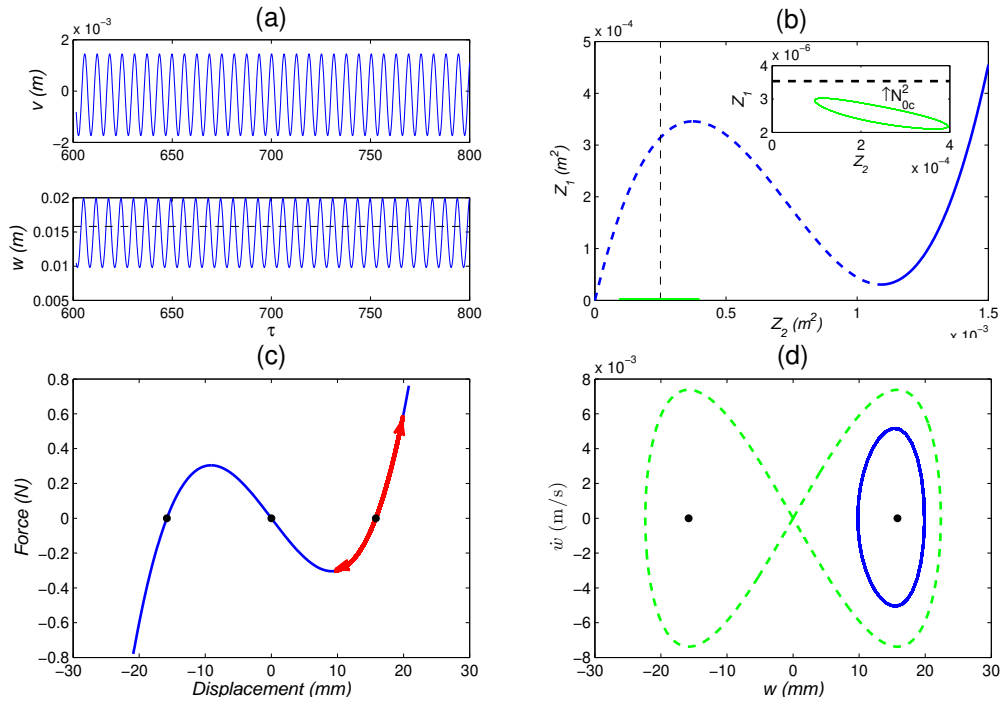 (a)
x 10⁻³
v (m)
2
0
−2
600 650 700 750 800
w (m)
0.02
0.015
0.01
0.005
600 650 700 750 800
τ
(b)
x 10⁻⁴
Z₁ (m²)
5
4
3
2
1
0
0 0.5 1 1.5
Z₂ (m²)
x 10⁻³
x 10⁻⁶
Z₁
4
3
2
↑N²₀c
2 4
Z₂
x 10⁻⁴
(c)
Force (N)
0.8
0.6
0.4
0.2
0
−0.2
−0.4
−0.6
−0.8
−30 −20 −10 0 10 20 30
Displacement (mm)
(d)
x 10⁻³
ẇ (m/s)
8
6
4
2
0
−2
−4
−6
−8
−30 −20 −10 0 10 20 30
w (mm)